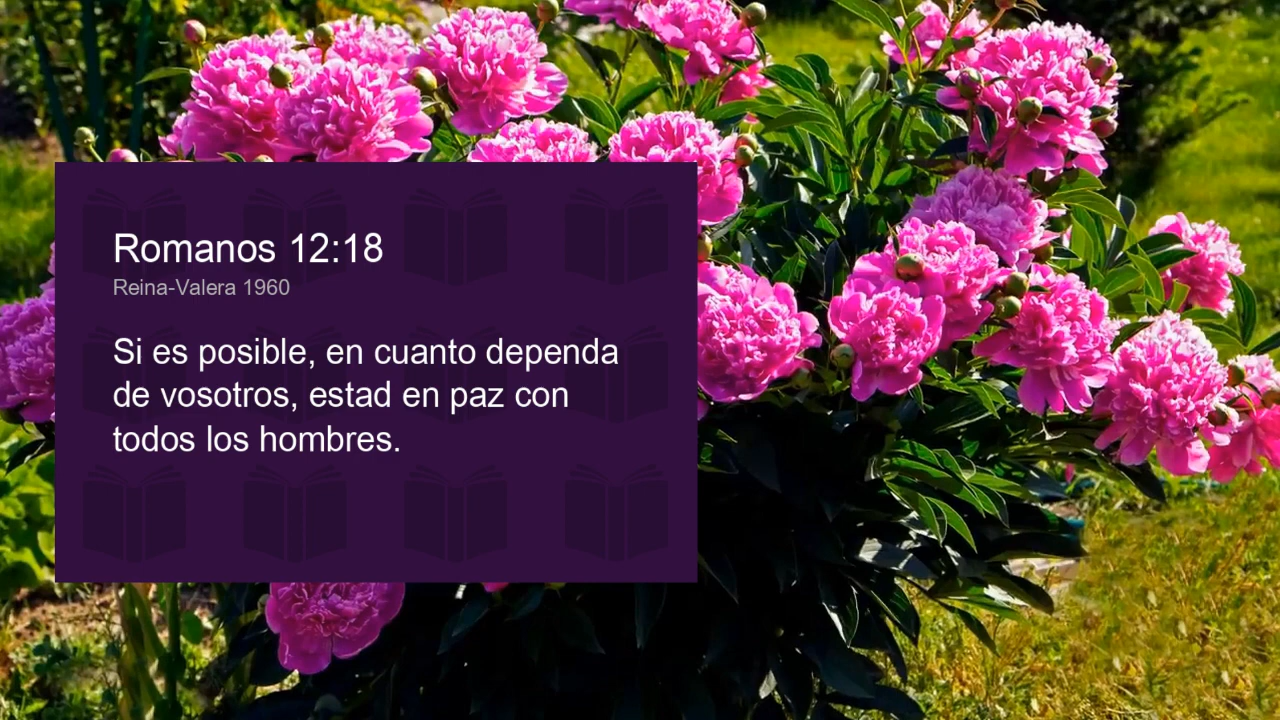 Romanos 12:18
Reina-Valera 1960
Si es posible, en cuanto dependa
de vosotros, estad en paz con
todos los hombres.